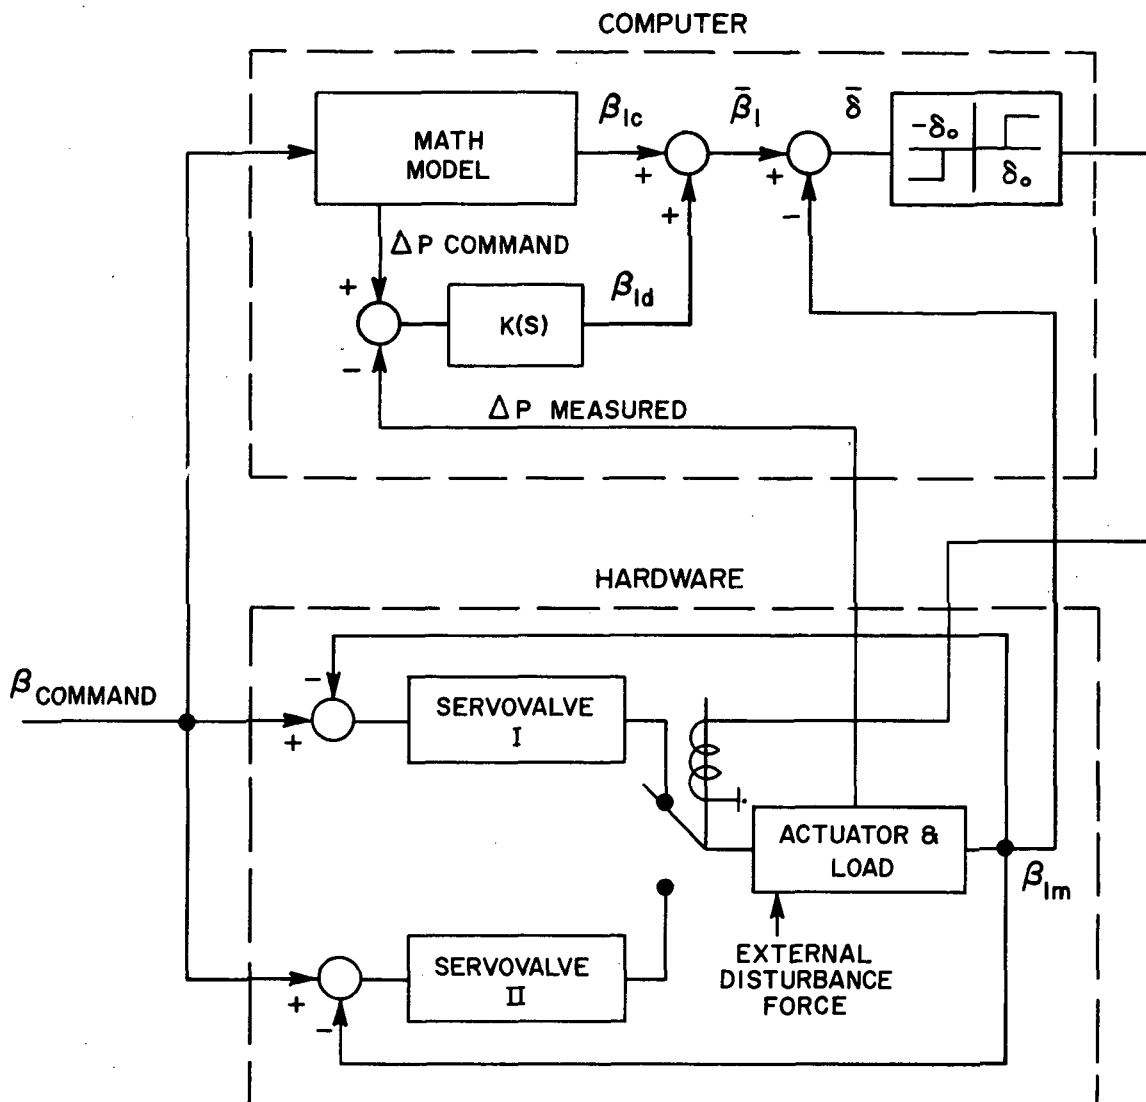 COMPUTER
MATH
MODEL
β1c
β̄1
δ̄
-δo
δo
+
+
+
-
ΔP COMMAND
+
-
K(S)
β1d
ΔP MEASURED
HARDWARE
β COMMAND
-
+
SERVOVALVE
I
ACTUATOR &
LOAD
β1m
+
-
SERVOVALVE
II
EXTERNAL
DISTURBANCE
FORCE